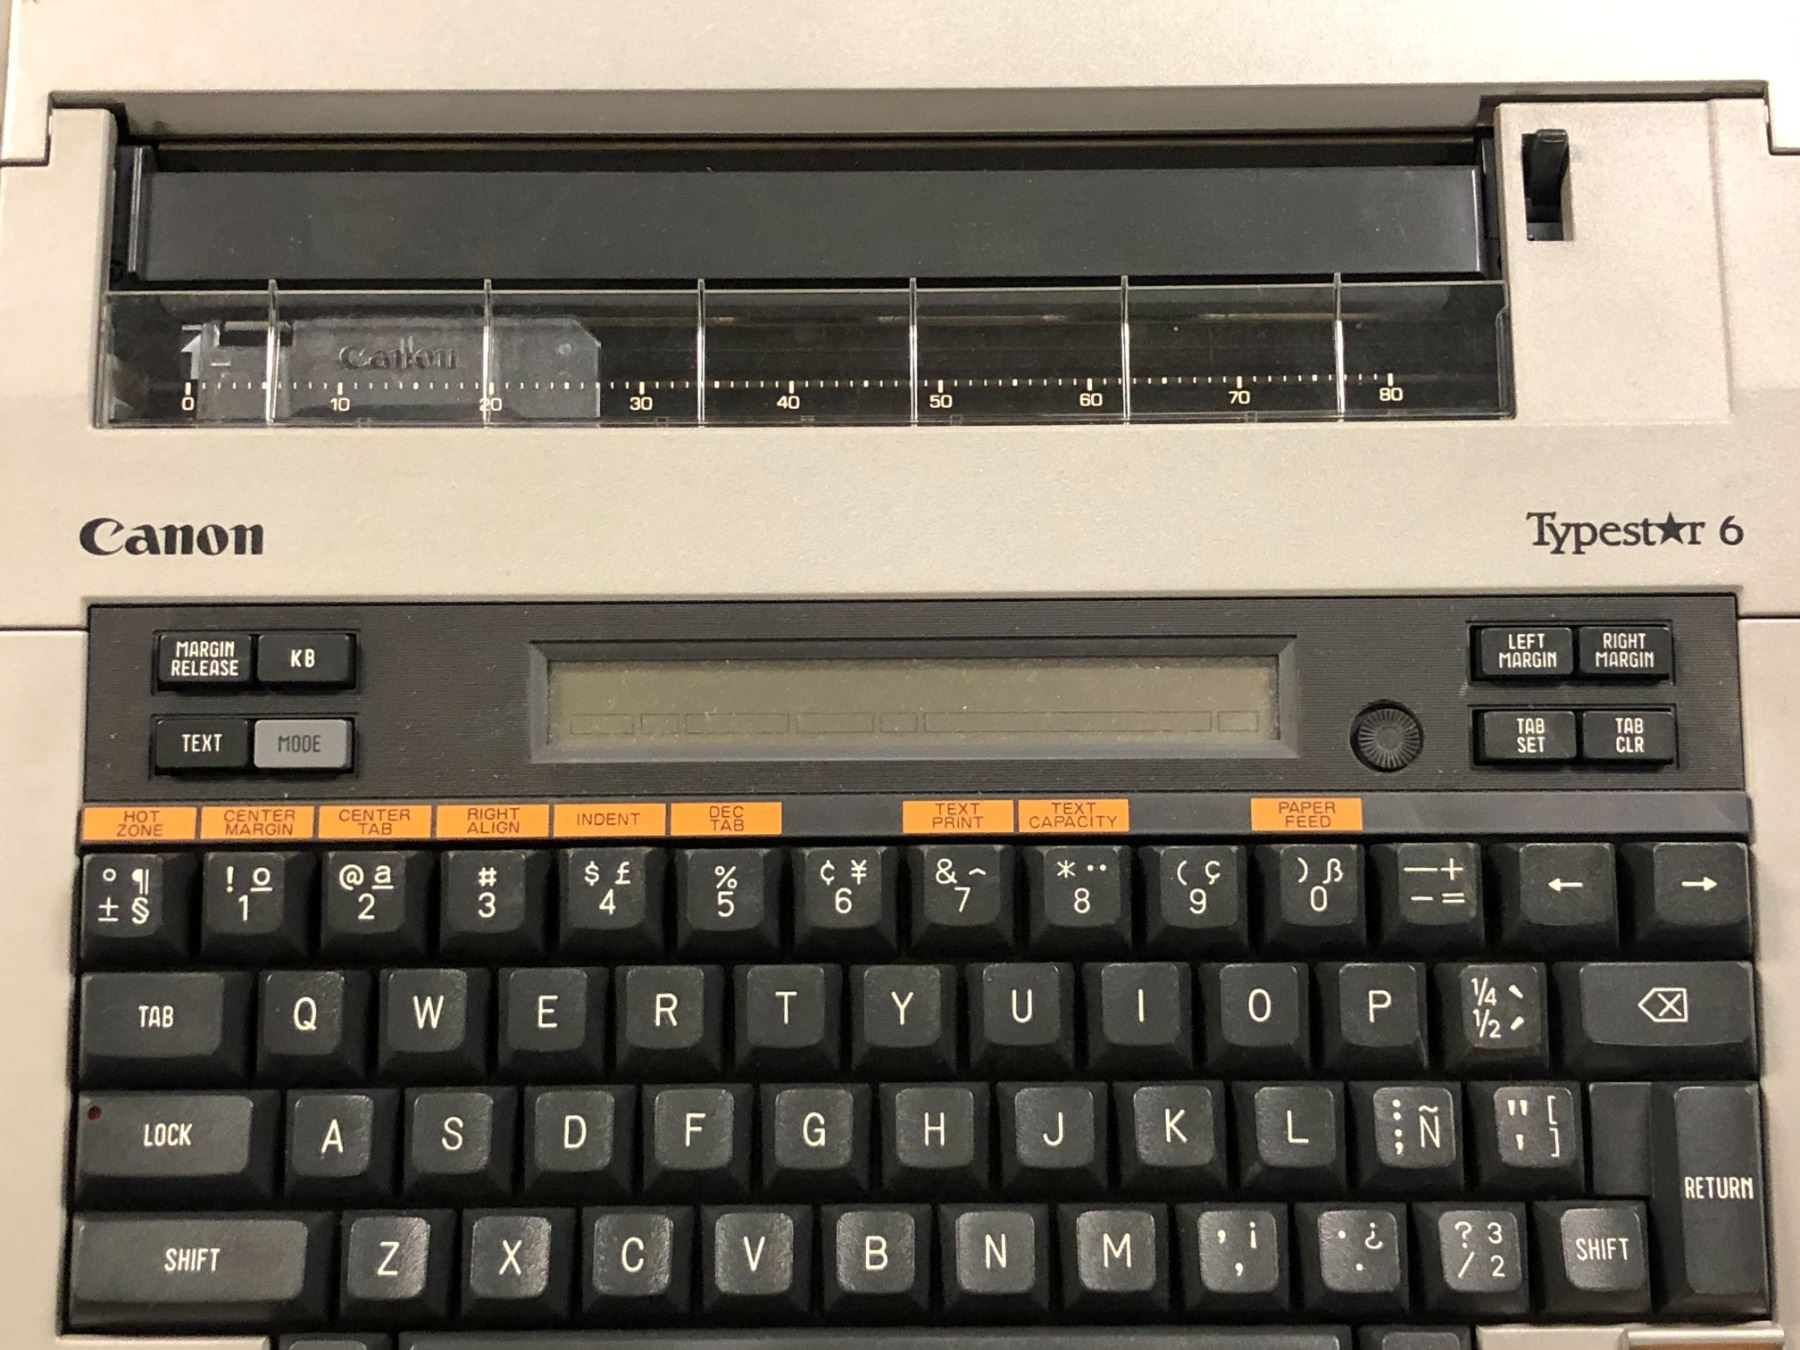 Canon
0 10 20 30 40 50 60 70 80
Canon Typest★r 6
MARGIN RELEASE KB LEFT MARGIN RIGHT MARGIN
TEXT MODE TAB SET TAB CLR
HOT ZONE CENTER MARGIN CENTER TAB RIGHT ALIGN INDENT DEC TAB TEXT PRINT TEXT CAPACITY PAPER FEED
° ¶ ! º @ ª # $ £ % ¢ ¥ & ^ * ¨ ( ç ) ß — + ← →
± § 1 2 3 4 5 6 7 8 9 0 - =
TAB Q W E R T Y U I O P ¼ ` ½ ´ ⌫
LOCK A S D F G H J K L : ; Ñ " [ ' ] RETURN
SHIFT Z X C V B N M , ¡ , . ¿ . ? 3 / 2 SHIFT